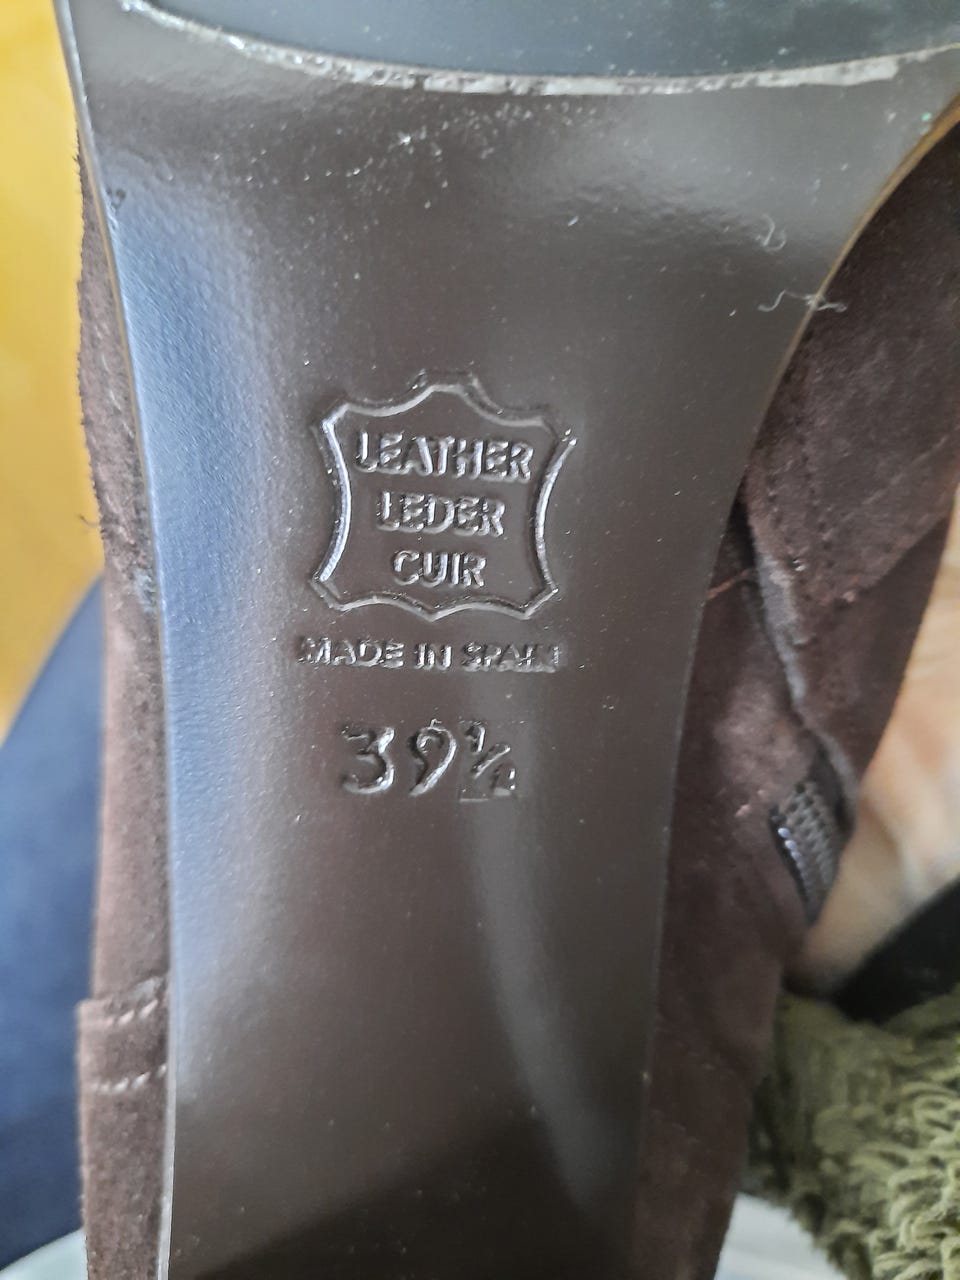 LEATHER
LEDER
CUIR
MADE IN SPAIN
39½